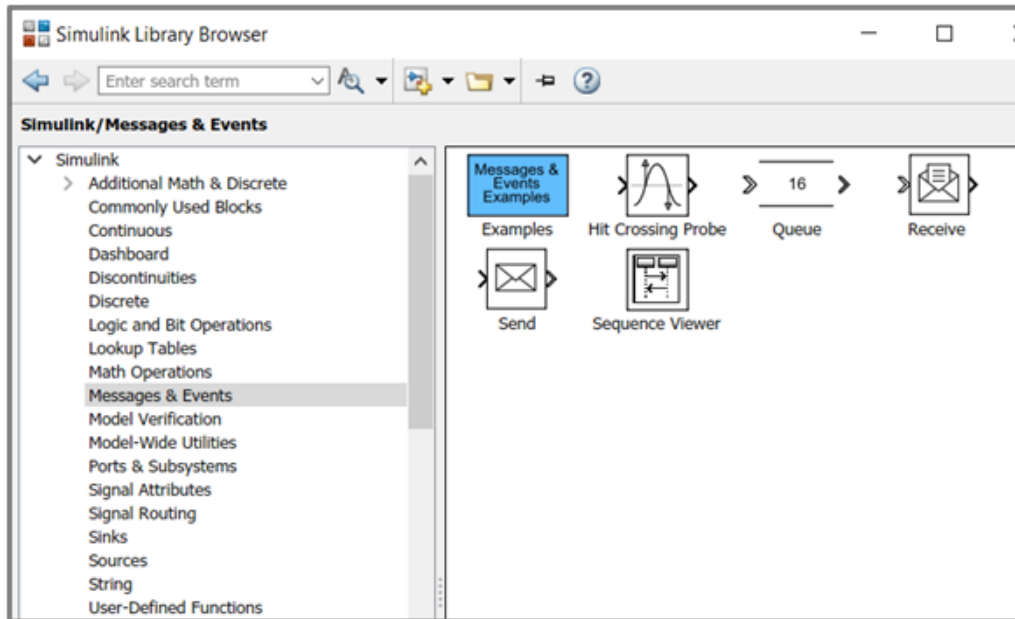 Simulink Library Browser
Enter search term
Simulink/Messages & Events
Simulink
Additional Math & Discrete
Commonly Used Blocks
Continuous
Dashboard
Discontinuities
Discrete
Logic and Bit Operations
Lookup Tables
Math Operations
Messages & Events
Model Verification
Model-Wide Utilities
Ports & Subsystems
Signal Attributes
Signal Routing
Sinks
Sources
String
User-Defined Functions
Messages &
Events
Examples
16
Examples
Hit Crossing Probe
Queue
Receive
Send
Sequence Viewer